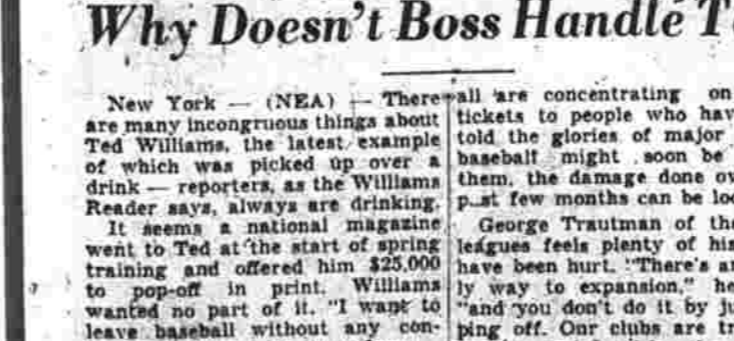 Why Doesn't Boss Handle T
New York — (NEA) — There
are many incongruous things about
Ted Williams, the latest example
of which was picked up over a
drink — reporters, as the Williams
Reader says, always are drinking.
It seems a national magazine
went to Ted at the start of spring
training and offered him $25,000
to pop-off in print. Williams
wanted no part of it. "I want to
leave baseball without any con-
all are concentrating on
tickets to people who hav
told the glories of major
baseball might soon be
them, the damage done ov
past few months can be loo
George Trautman of the
leagues feels plenty of his
have been hurt. "There's an
ly way to expansion," he
"and you don't do it by ju
ping off. Our clubs are tr